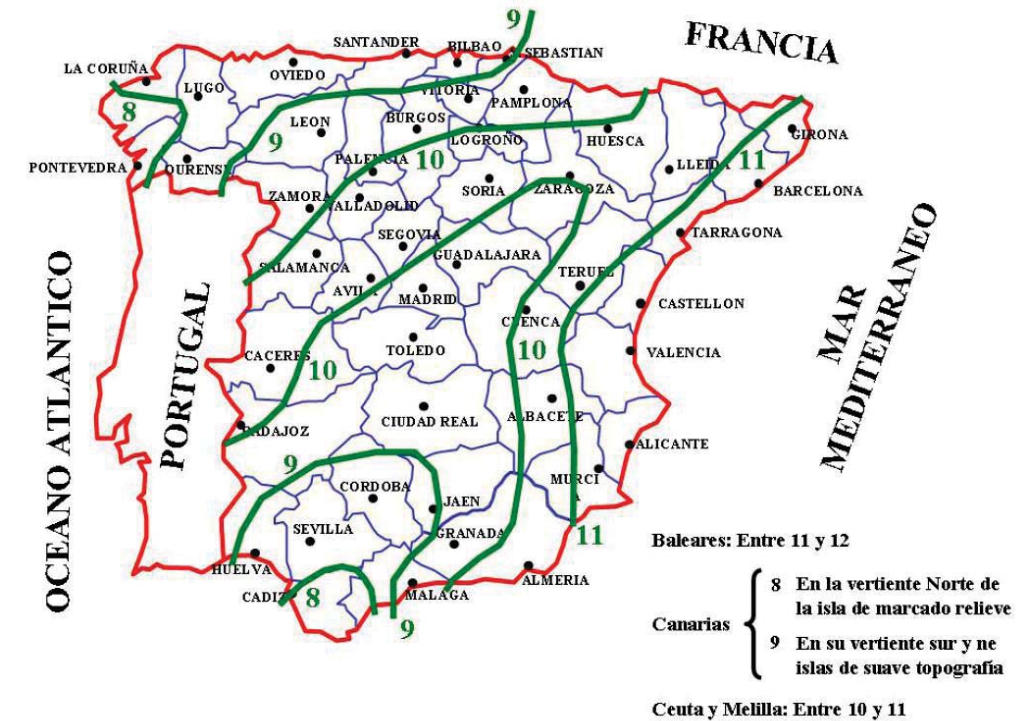 9
FRANCIA
SANTANDER
BILBAO
SEBASTIAN
LA CORUÑA
OVIEDO
LUGO
VITORIA
PAMPLONA
8
LEON
BURGOS
9
LOGROÑO
HUESCA
GIRONA
PONTEVEDRA
OURENSE
PALENCIA
10
LLEIDA
11
BARCELONA
ZAMORA
VALLADOLID
SORIA
ZARAGOZA
TARRAGONA
SEGOVIA
GUADALAJARA
SALAMANCA
AVILA
MADRID
TERUEL
CASTELLON
CUENCA
OCEANO ATLANTICO
PORTUGAL
MAR
MEDITERRANEO
CACERES
10
TOLEDO
10
VALENCIA
BADAJOZ
CIUDAD REAL
ALBACETE
ALICANTE
9
CORDOBA
JAEN
MURCI
A
SEVILLA
GRANADA
11
HUELVA
CADIZ
8
MALAGA
ALMERIA
9
Baleares: Entre 11 y 12
Canarias
8 En la vertiente Norte de
la isla de marcado relieve
9 En su vertiente sur y ne
islas de suave topografía
Ceuta y Melilla: Entre 10 y 11